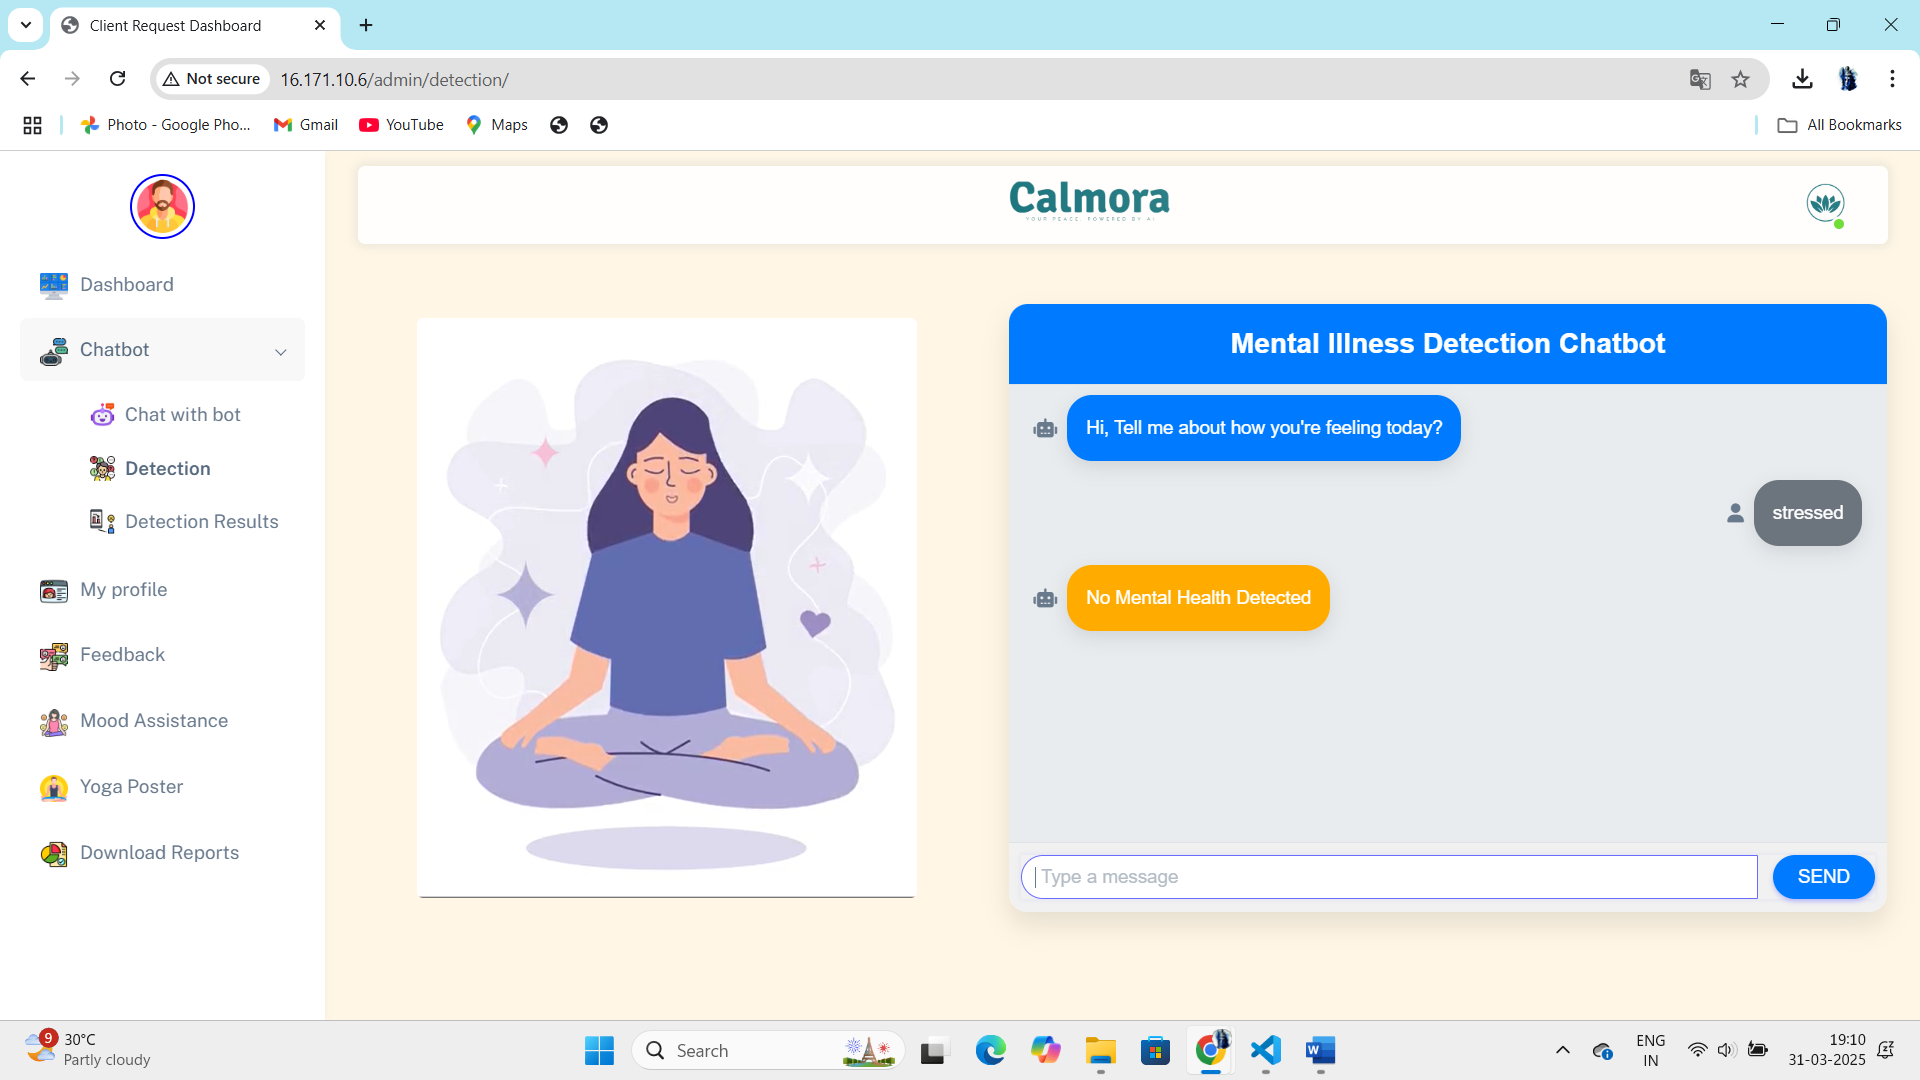 Client Request Dashboard
Not secure
16.171.10.6/admin/detection/
Photo - Google Pho...
Gmail
YouTube
Maps
All Bookmarks
Calmora
YOUR PEACE, POWERED BY AI
Dashboard
Chatbot
Chat with bot
Detection
Detection Results
My profile
Feedback
Mood Assistance
Yoga Poster
Download Reports
Mental Illness Detection Chatbot
Hi, Tell me about how you're feeling today?
stressed
No Mental Health Detected
Type a message
SEND
9
30°C
Partly cloudy
Search
ENG
IN
19:10
31-03-2025